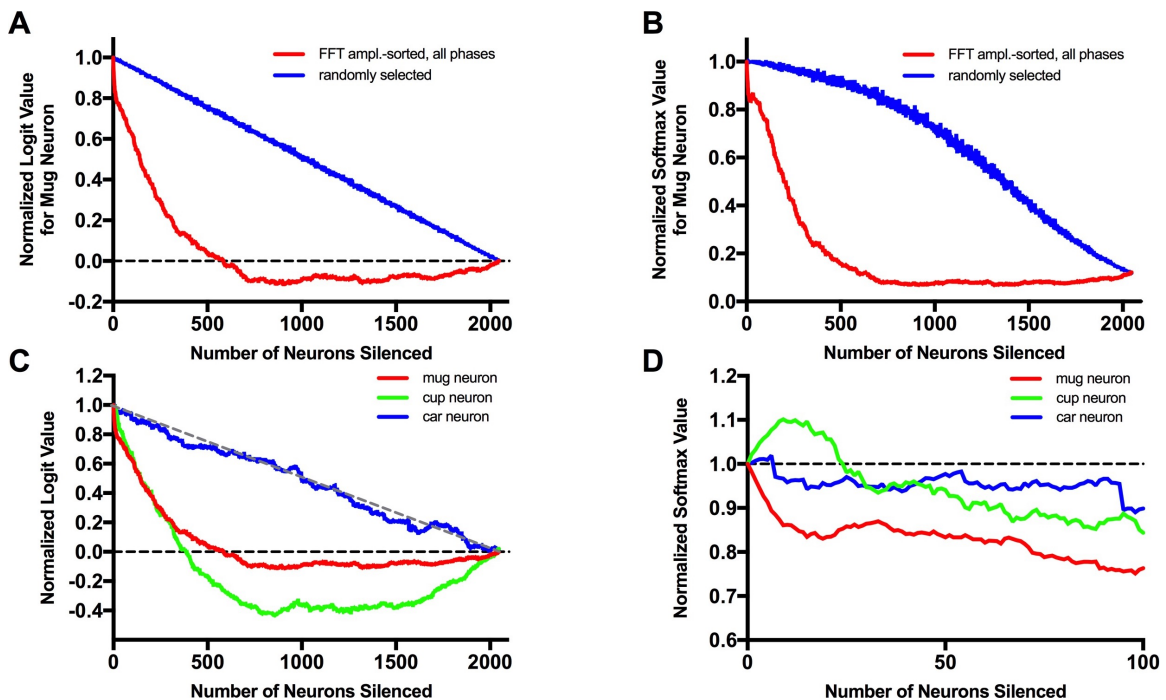 A
FFT ampl.-sorted, all phases
randomly selected
Normalized Logit Value
for Mug Neuron
1.0
0.8
0.6
0.4
0.2
0.0
-0.2
0
500
1000
1500
2000
Number of Neurons Silenced
B
FFT ampl.-sorted, all phases
randomly selected
Normalized Softmax Value
for Mug Neuron
1.0
0.8
0.6
0.4
0.2
0.0
0
500
1000
1500
2000
Number of Neurons Silenced
C
mug neuron
cup neuron
car neuron
Normalized Logit Value
1.2
1.0
0.8
0.6
0.4
0.2
0.0
-0.2
-0.4
0
500
1000
1500
2000
Number of Neurons Silenced
D
mug neuron
cup neuron
car neuron
Normalized Softmax Value
1.2
1.1
1.0
0.9
0.8
0.7
0.6
0
50
100
Number of Neurons Silenced